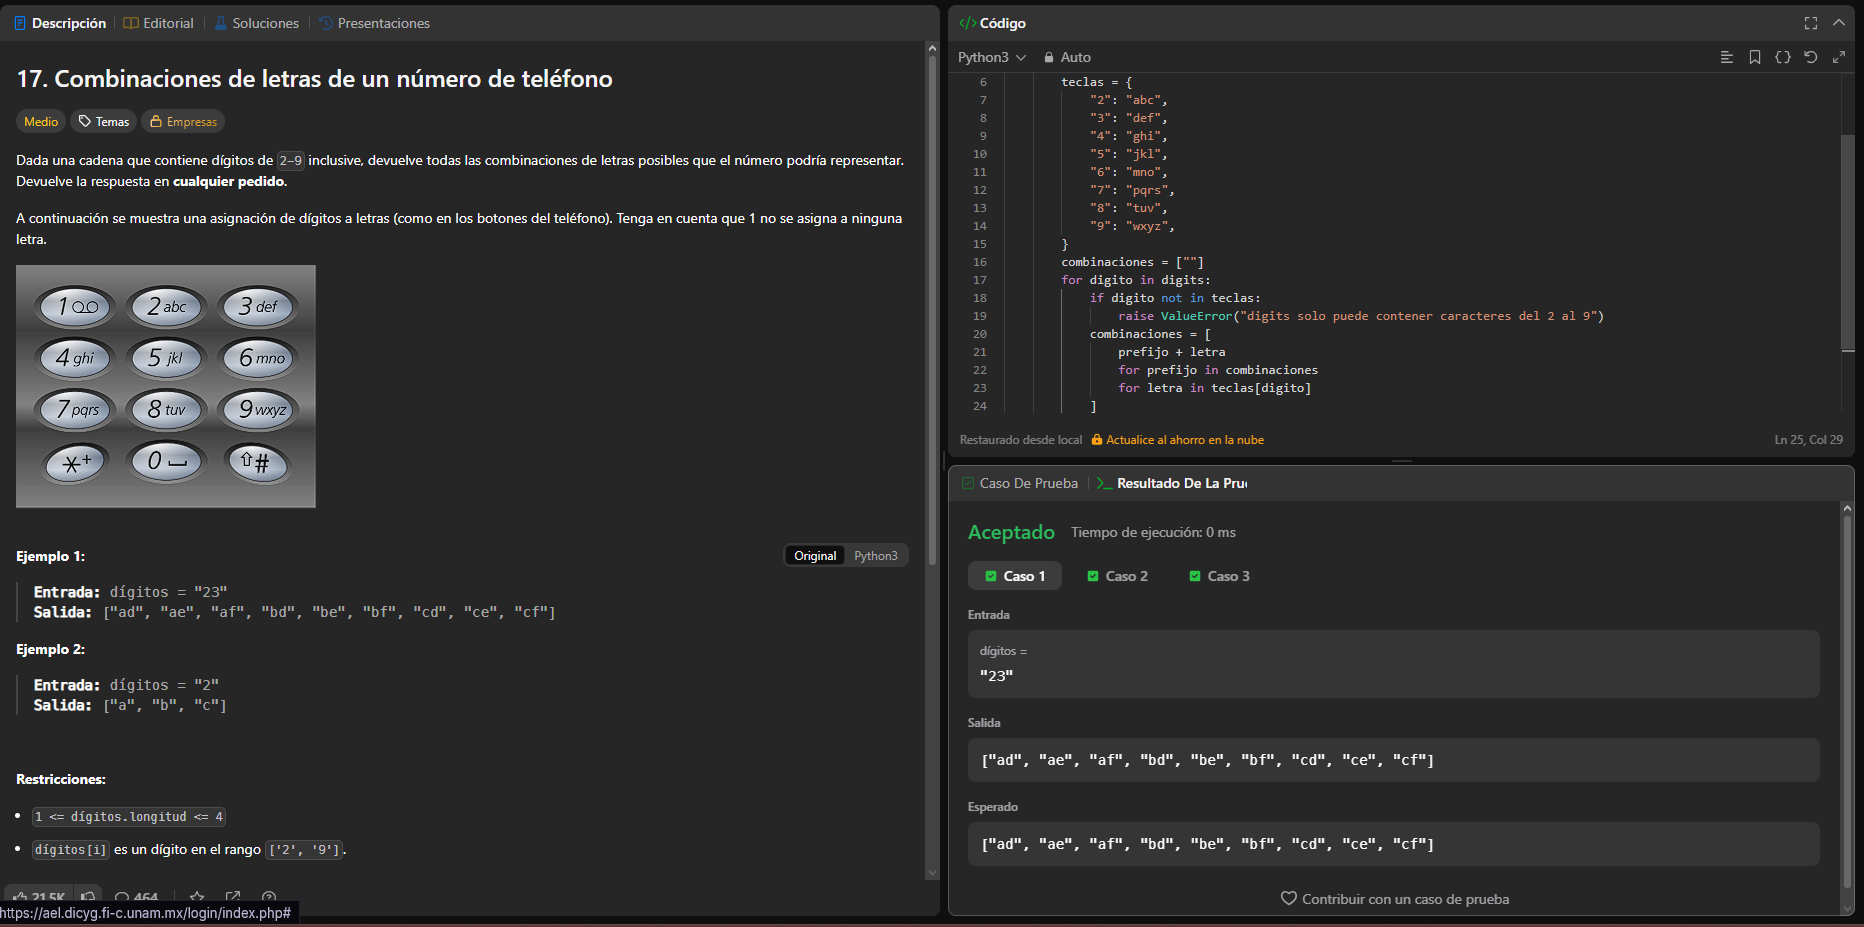 Descripción
Editorial
Soluciones
Presentaciones
17. Combinaciones de letras de un número de teléfono
Medio
Temas
Empresas
Dada una cadena que contiene dígitos de 2-9 inclusive, devuelve todas las combinaciones de letras posibles que el número podría representar.
Devuelve la respuesta en cualquier pedido.
A continuación se muestra una asignación de dígitos a letras (como en los botones del teléfono). Tenga en cuenta que 1 no se asigna a ninguna
letra.
1 2 abc 3 def
4 ghi 5 jkl 6 mno
7 pqrs 8 tuv 9 wxyz
*+ 0 #
Ejemplo 1:
Original Python3
Entrada: dígitos = "23"
Salida: ["ad", "ae", "af", "bd", "be", "bf", "cd", "ce", "cf"]
Ejemplo 2:
Entrada: dígitos = "2"
Salida: ["a", "b", "c"]
Restricciones:
• 1 <= dígitos.longitud <= 4
• dígitos[i] es un dígito en el rango ['2', '9'].
21.5K 464
https://ael.dicyg.fi-c.unam.mx/login/index.php#
</> Código
Python3 Auto
6 teclas = {
7 "2": "abc",
8 "3": "def",
9 "4": "ghi",
10 "5": "jkl",
11 "6": "mno",
12 "7": "pqrs",
13 "8": "tuv",
14 "9": "wxyz",
15 }
16 combinaciones = [""]
17 for digito in digits:
18 if digito not in teclas:
19 raise ValueError("digits solo puede contener caracteres del 2 al 9")
20 combinaciones = [
21 prefijo + letra
22 for prefijo in combinaciones
23 for letra in teclas[digito]
24 ]
Restaurado desde local Actualice al ahorro en la nube Ln 25, Col 29
Caso De Prueba
Resultado De La Pru
Aceptado Tiempo de ejecución: 0 ms
Caso 1 Caso 2 Caso 3
Entrada
dígitos =
"23"
Salida
["ad", "ae", "af", "bd", "be", "bf", "cd", "ce", "cf"]
Esperado
["ad", "ae", "af", "bd", "be", "bf", "cd", "ce", "cf"]
Contribuir con un caso de prueba